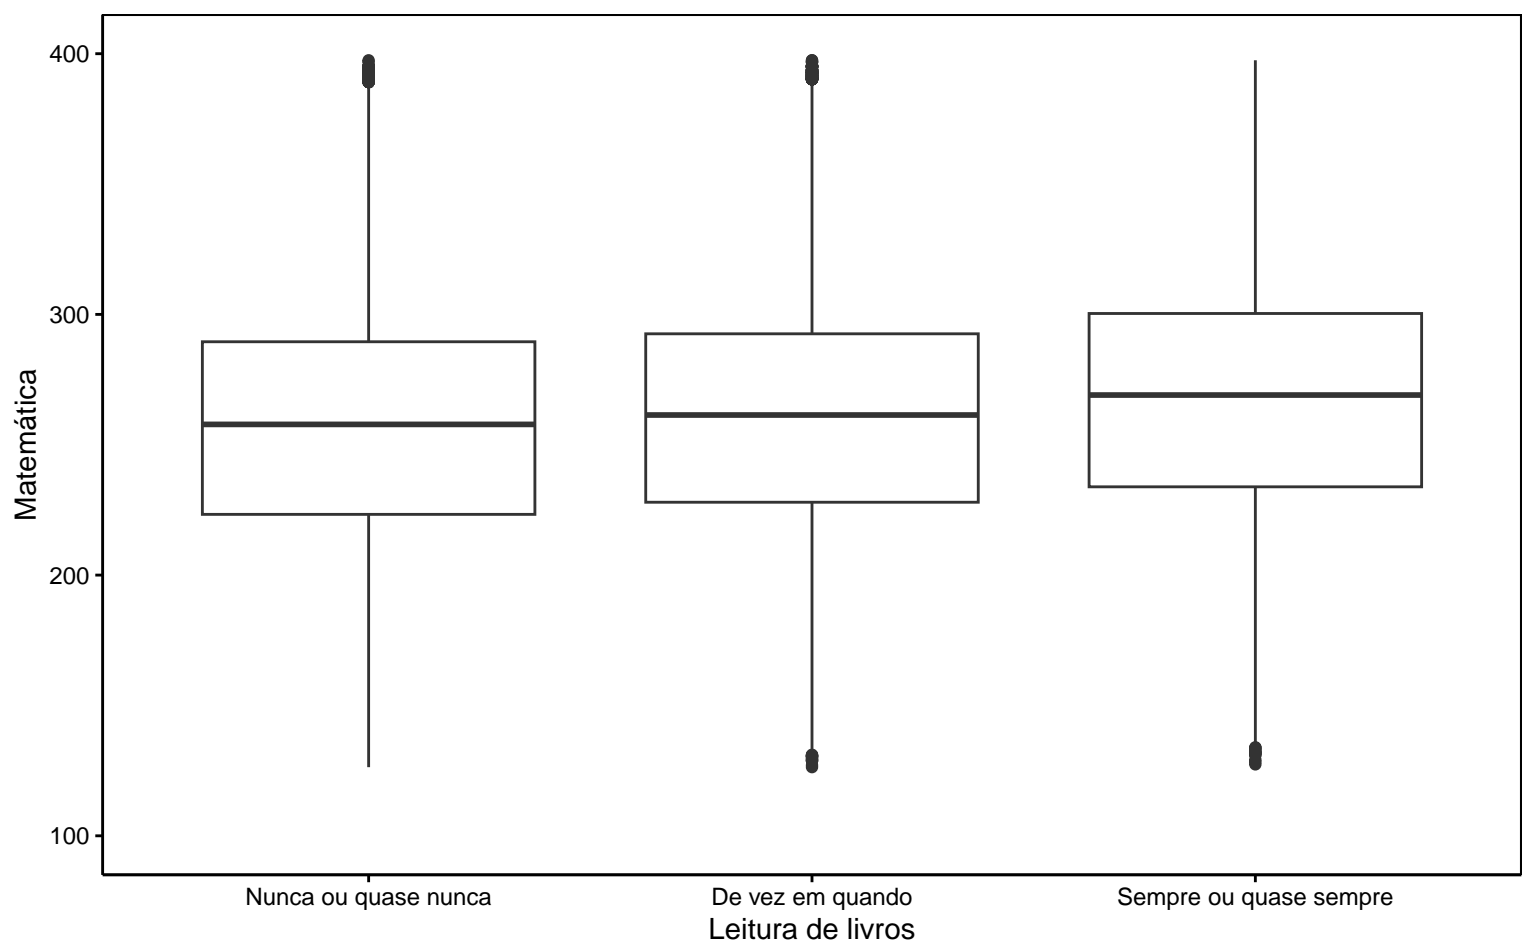 400
300
200
100
Matemática
Nunca ou quase nunca
De vez em quando
Sempre ou quase sempre
Leitura de livros